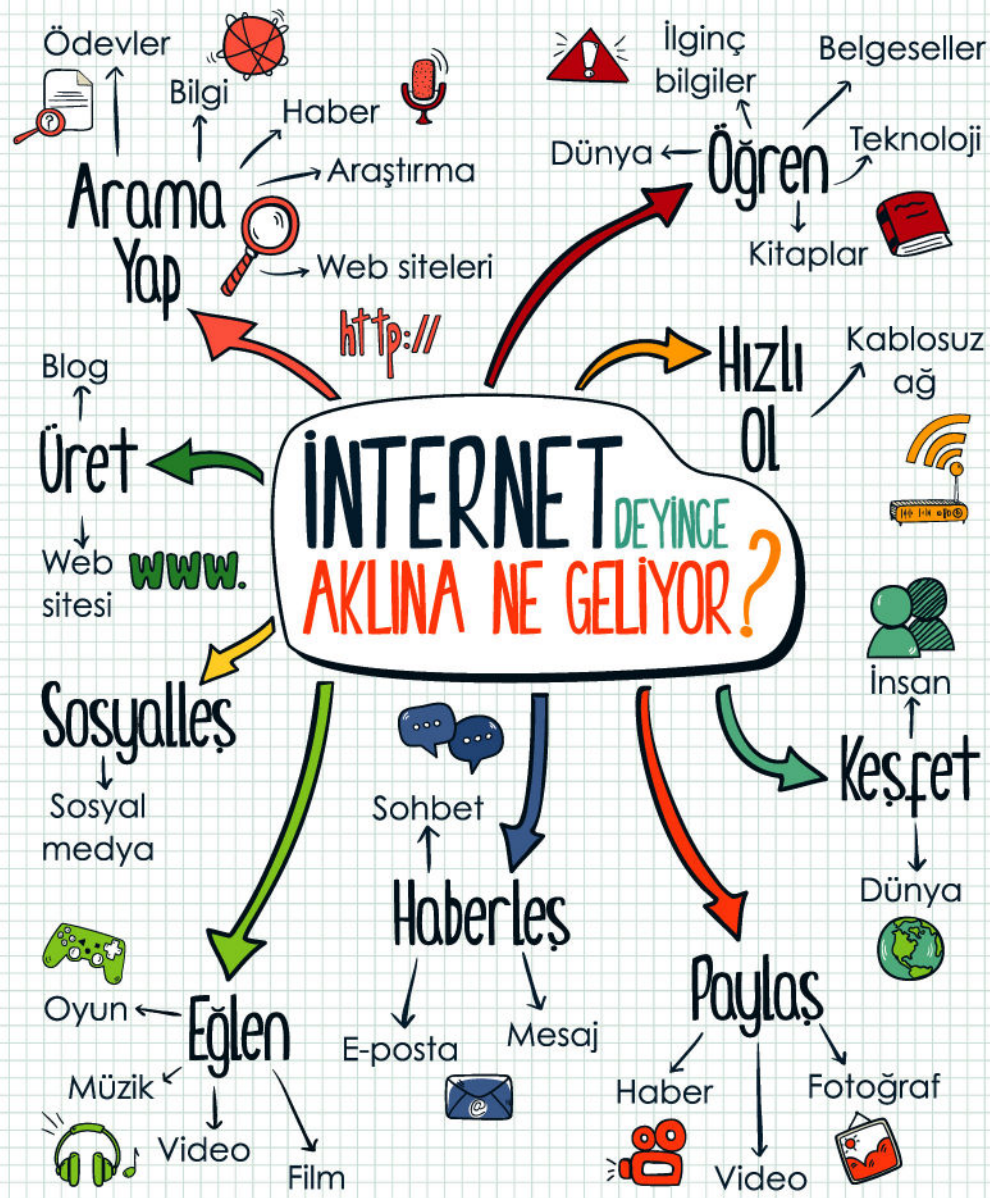 Ödevler
Bilgi
Haber
Araştırma
Web siteleri
Arama
Yap
http://
İlginç
bilgiler
Belgeseller
Dünya
Öğren
Teknoloji
Kitaplar
Hızlı
Ol
Kablosuz
ağ
Blog
Üret
Web
sitesi
www.
İNTERNET DEYİNCE
AKLINA NE GELİYOR?
Sosyalleş
Sosyal
medya
Sohbet
Haberleş
E-posta
Mesaj
@
İnsan
Keşfet
Dünya
Oyun
Eğlen
Müzik
Video
Film
Paylaş
Haber
Fotoğraf
Video